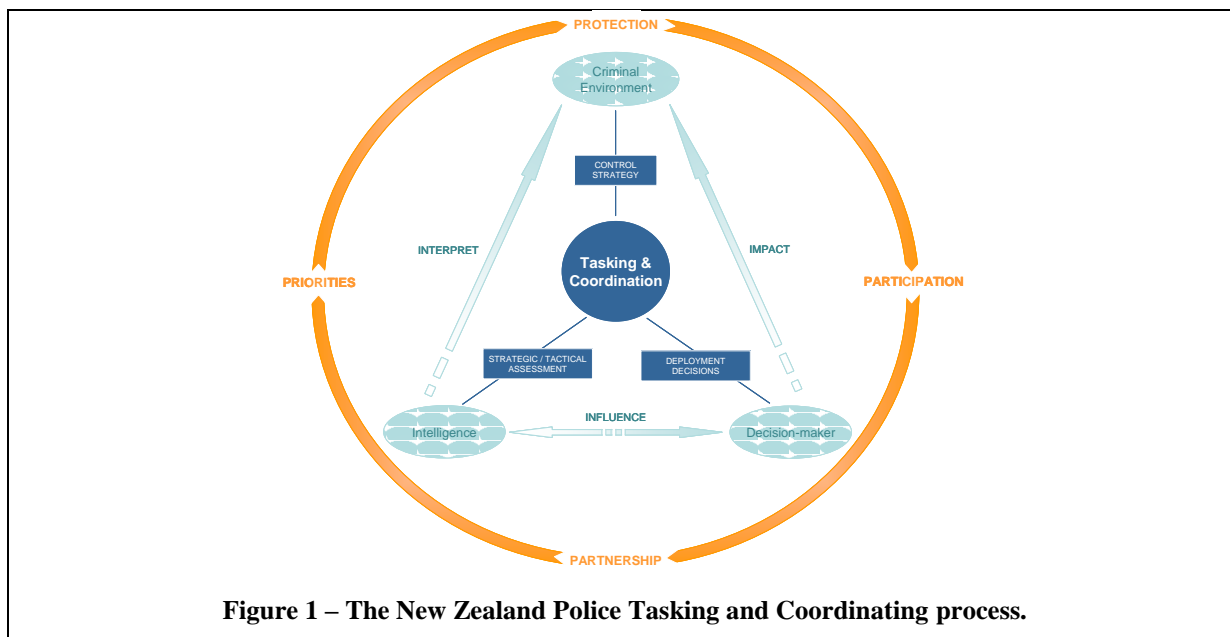 PROTECTION
Criminal
Environment
CONTROL
STRATEGY
INTERPRET
IMPACT
Tasking &
Coordination
PRIORITIES
PARTICIPATION
STRATEGIC / TACTICAL
ASSESSMENT
DEPLOYMENT
DECISIONS
INFLUENCE
Intelligence
Decision-maker
PARTNERSHIP
Figure 1 – The New Zealand Police Tasking and Coordinating process.